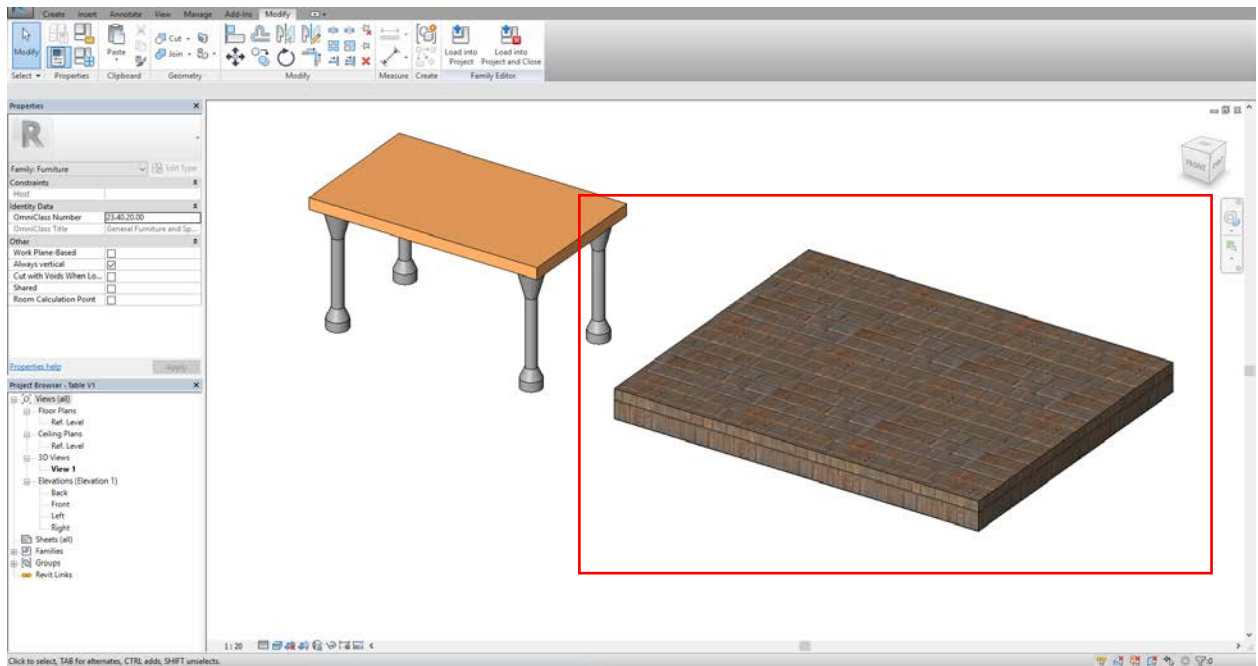 Create Insert Annotate View Manage Add-Ins Modify
Modify Paste Cut Join Load into Project Load into Project and Close
Select Properties Clipboard Geometry Modify Measure Create Family Editor
Properties
R
Family: Furniture Edit Type
Constraints
Host
Identity Data
OmniClass Number 23.40.20.00
OmniClass Title General Furniture and Sp...
Other
Work Plane-Based
Always vertical
Cut with Voids When Lo...
Shared
Room Calculation Point
Properties help Apply
Project Browser - Table V1
Views (all)
Floor Plans
Ref. Level
Ceiling Plans
Ref. Level
3D Views
View 1
Elevations (Elevation 1)
Back
Front
Left
Right
Sheets (all)
Families
Groups
Revit Links
FRONT
1 : 20
Click to select, TAB for alternates, CTRL adds, SHIFT unselects.
:0